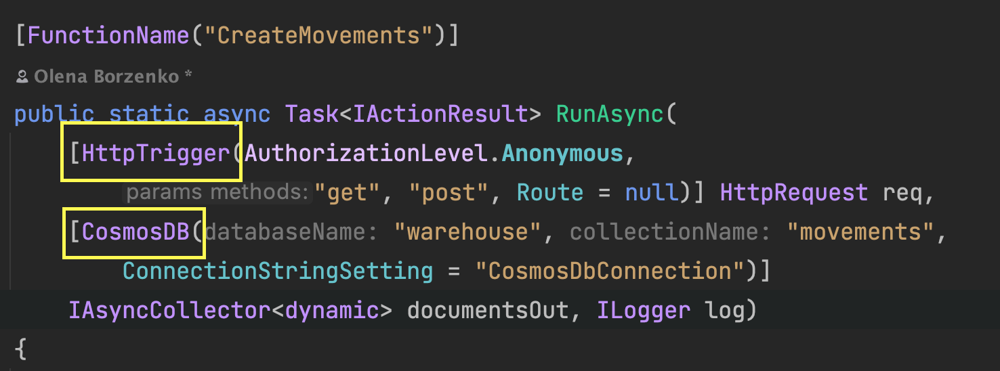 [FunctionName("CreateMovements")]
Olena Borzenko *
public static async Task<IActionResult> RunAsync(
[HttpTrigger(AuthorizationLevel.Anonymous,
params methods: "get", "post", Route = null)] HttpRequest req,
[CosmosDB(databaseName: "warehouse", collectionName: "movements",
ConnectionStringSetting = "CosmosDbConnection")]
IAsyncCollector<dynamic> documentsOut, ILogger log)
{